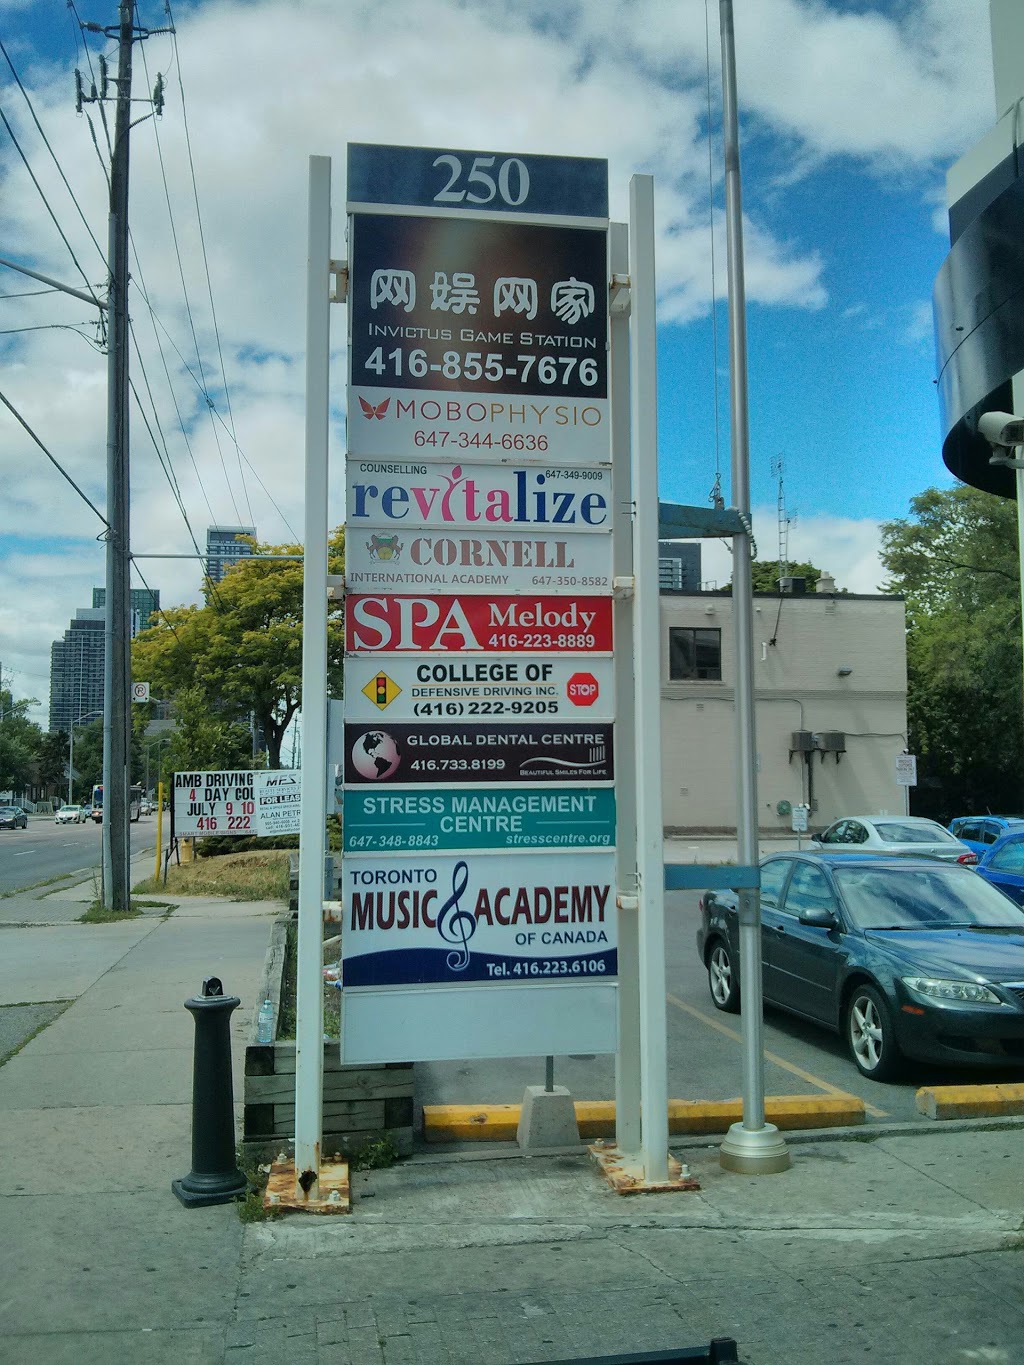 250
网娱网家
INVICTUS GAME STATION
416-855-7676
MOBOPHYSIO
647-344-6636
COUNSELLING
647-349-9009
revitalize
CORNELL
INTERNATIONAL ACADEMY 647-350-8582
SPA Melody
416-223-8889
COLLEGE OF
DEFENSIVE DRIVING INC.
(416) 222-9205
STOP
GLOBAL DENTAL CENTRE
416.733.8199
BEAUTIFUL SMILES FOR LIFE
STRESS MANAGEMENT
CENTRE
647-348-8843 stresscentre.org
TORONTO
MUSIC ACADEMY
OF CANADA
Tel. 416.223.6106
AMB DRIVING
4 DAY COL
JULY 9 10
416 222
FOR LEAS
ALAN PETR